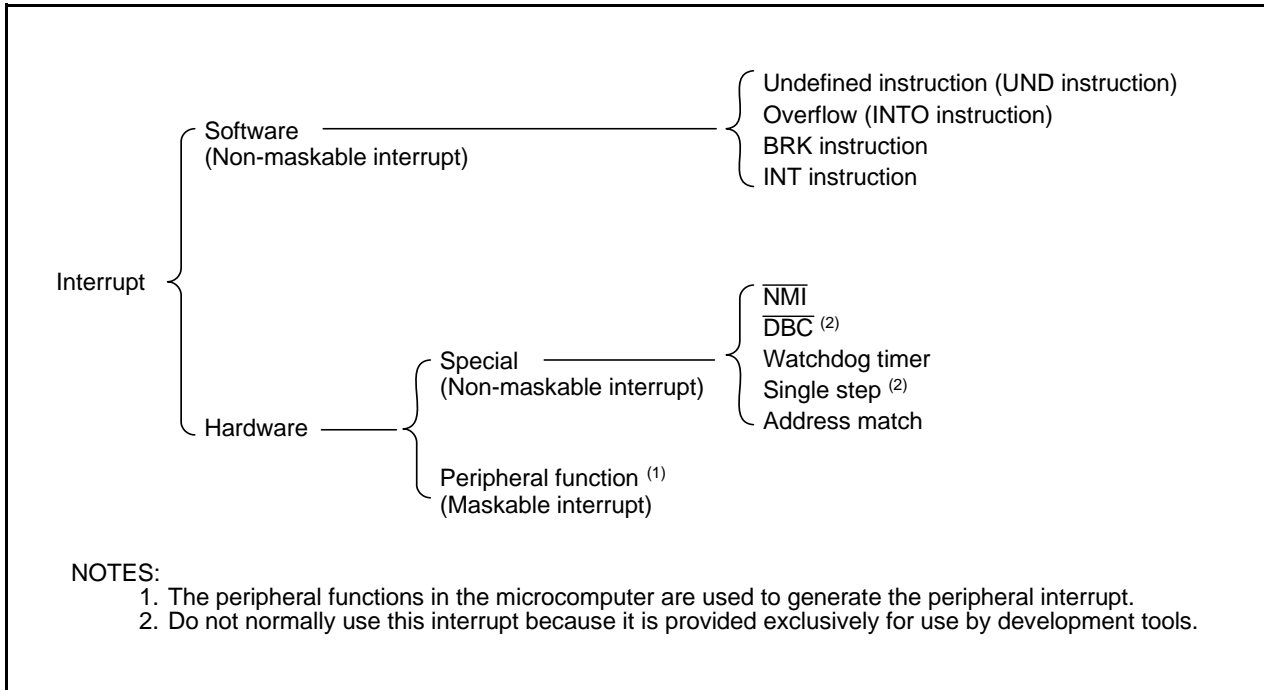 Undefined instruction (UND instruction)
Overflow (INTO instruction)
BRK instruction
INT instruction
Software
(Non-maskable interrupt)
Interrupt
N̅M̅I̅
D̅B̅C̅ (2)
Watchdog timer
Single step (2)
Address match
Special
(Non-maskable interrupt)
Hardware
Peripheral function (1)
(Maskable interrupt)
NOTES:
1. The peripheral functions in the microcomputer are used to generate the peripheral interrupt.
2. Do not normally use this interrupt because it is provided exclusively for use by development tools.